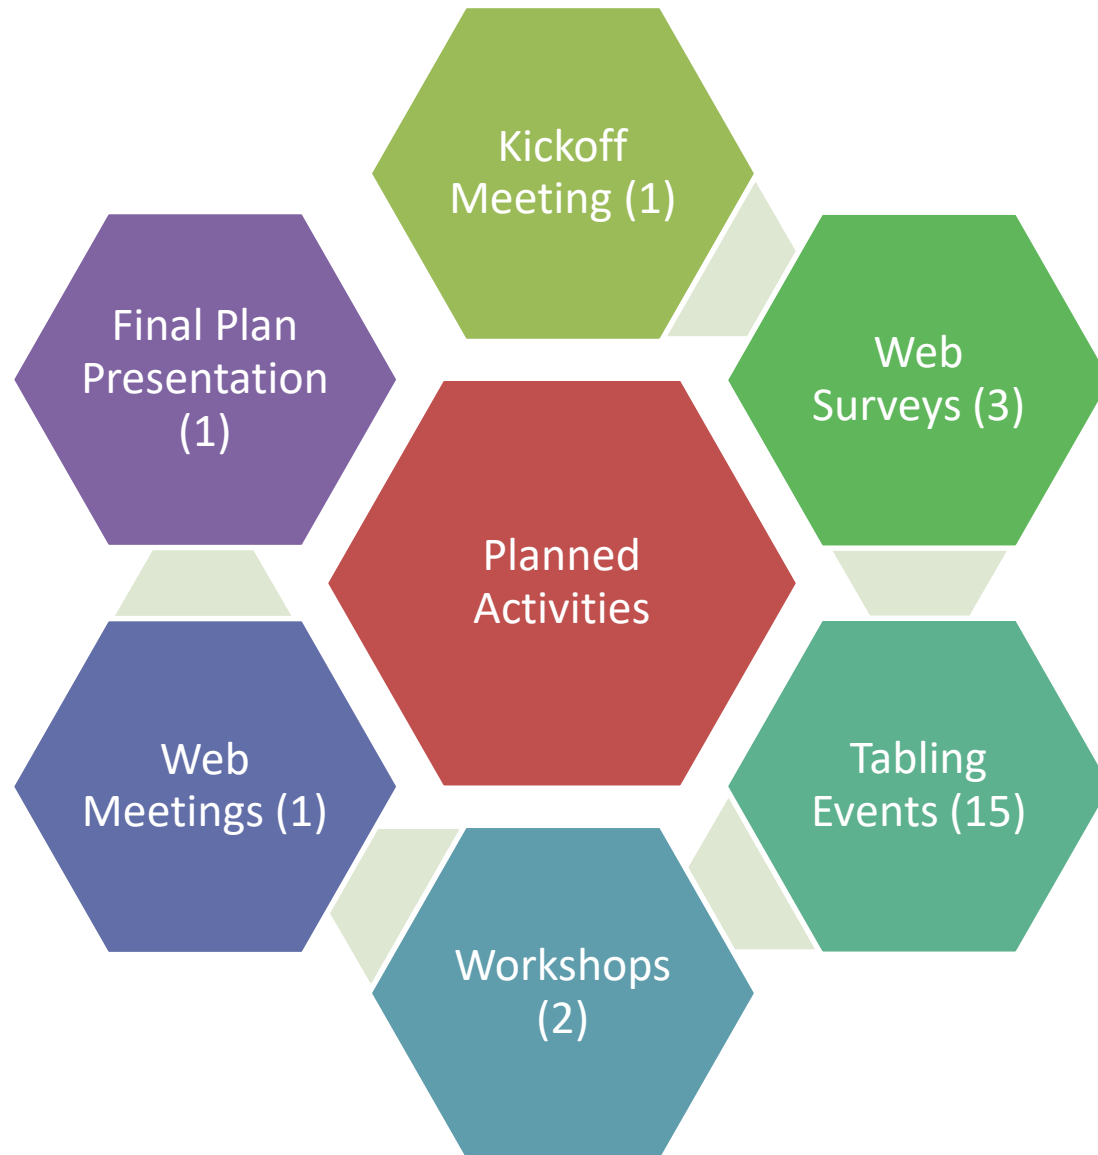 Kickoff
Meeting (1)
Web
Surveys (3)
Tabling
Events (15)
Workshops
(2)
Web
Meetings (1)
Final Plan
Presentation
(1)
Planned
Activities